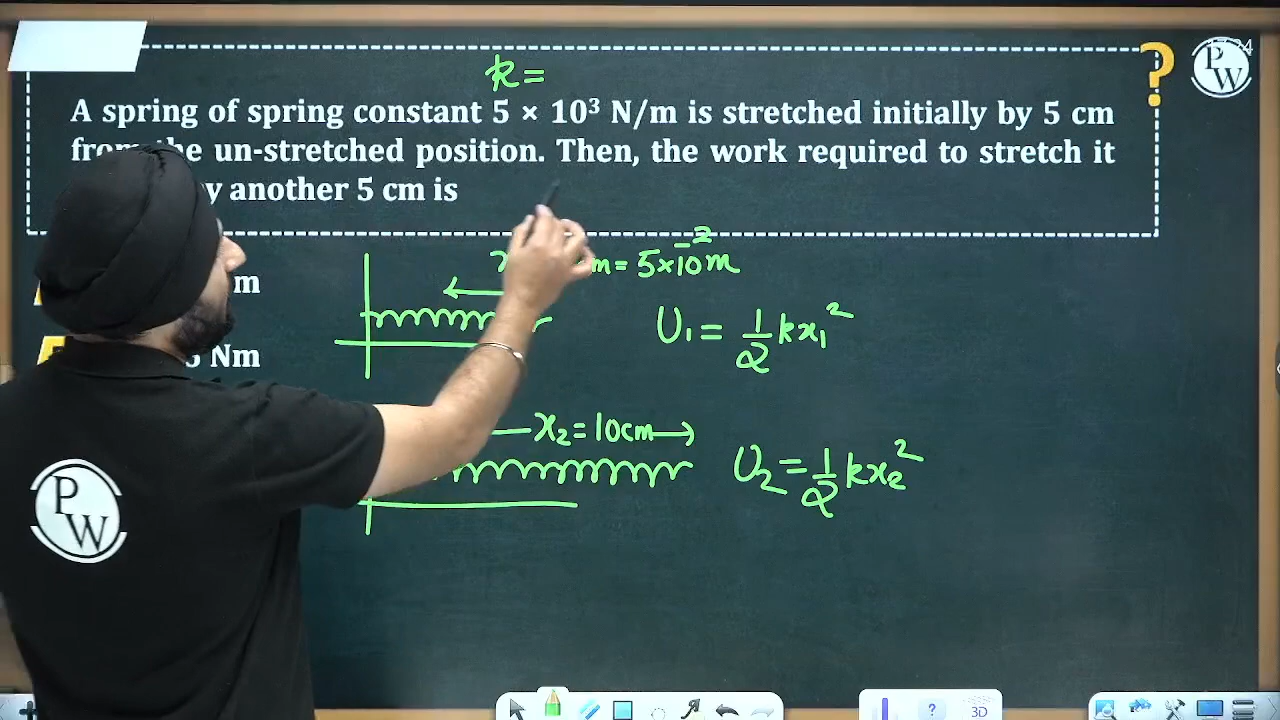 k=
A spring of spring constant 5 × 10³ N/m is stretched initially by 5 cm
the un-stretched position. Then, the work required to stretch it
another 5 cm is
m = 5×10⁻² m
m
U₁ = 1/2 kx₁²
Nm
x₂ = 10cm
U₂ = 1/2 kx₂²
PW
PW
?
3D